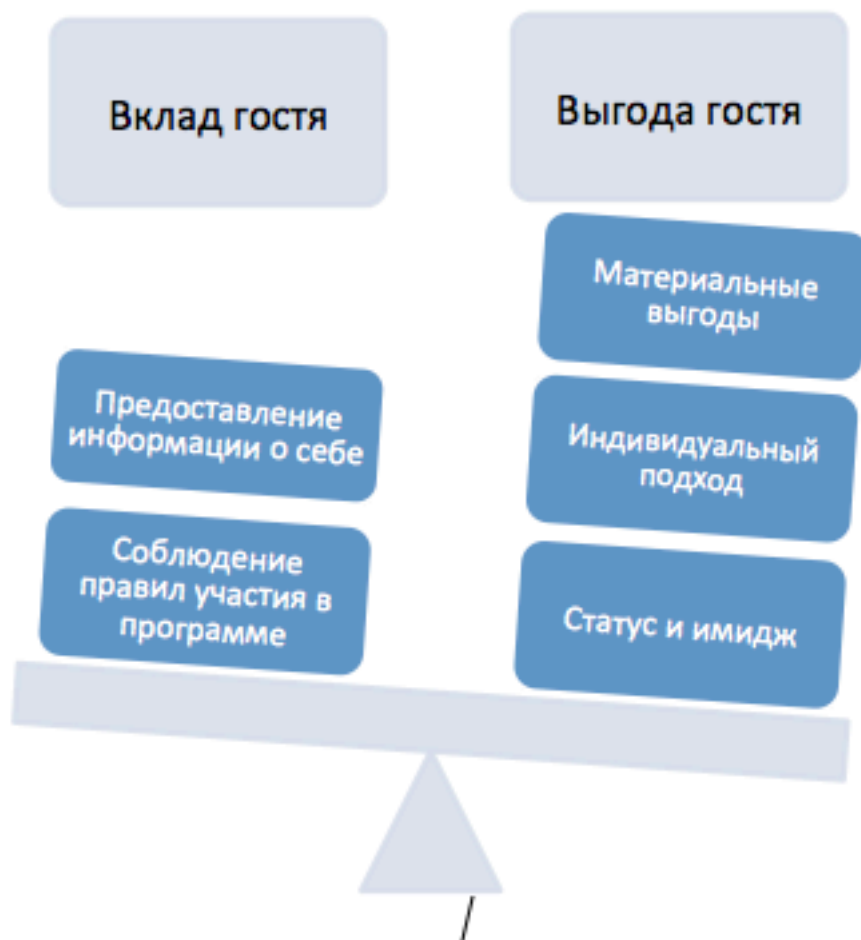 Вклад гостя
Предоставление
информации о себе
Соблюдение
правил участия в
программе
Выгода гостя
Материальные
выгоды
Индивидуальный
подход
Статус и имидж